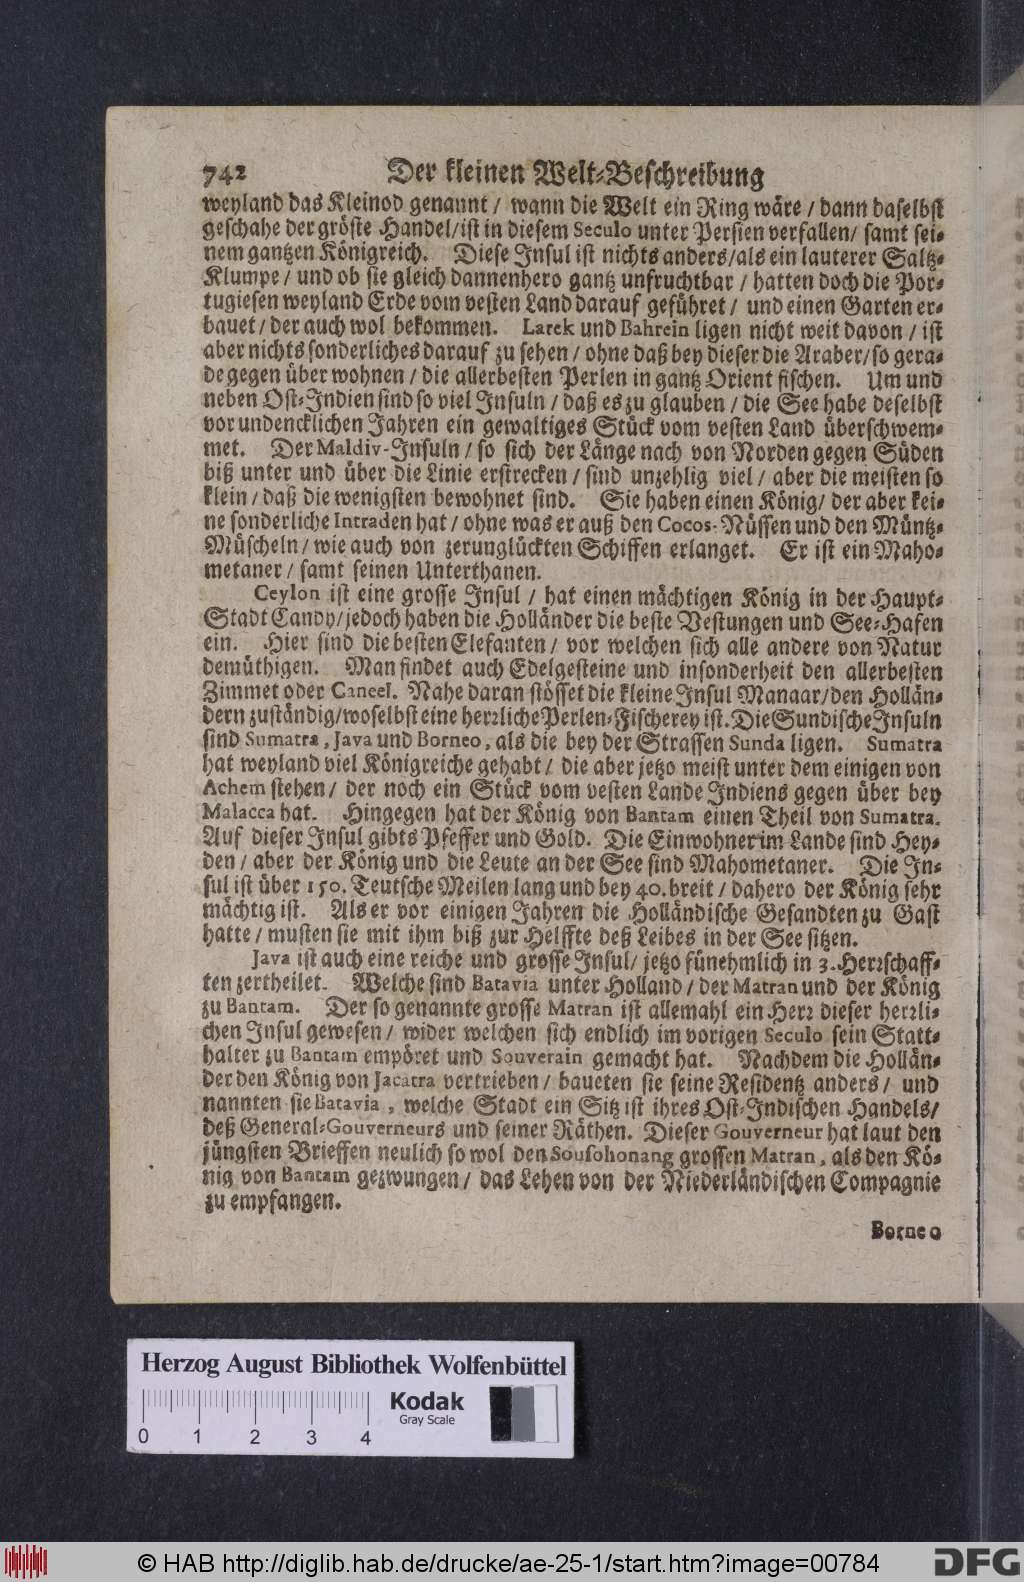 742 Der kleinen Welt-Beschreibung
weyland das Kleinod genannt / wann die Welt ein Ring wäre / dann daselbst
geschahe der gröste Handel / ist in diesem Seculo unter Persien verfallen / samt sei-
nem gantzen Königreich. Diese Insul ist nichts anders / als ein lauterer Saltz-
Klumpe / und ob sie gleich dannenhero gantz unfruchtbar / hatten doch die Por-
tugiesen weyland Erde vom vesten Land darauf geführet / und einen Garten er-
bauet / der auch wol bekommen. Larek und Bahrein ligen nicht weit davon / ist
aber nichts sonderliches darauf zu sehen / ohne daß bey dieser die Araber / so gera-
de gegen über wohnen / die allerbesten Perlen in gantz Orient fischen. Um und
neben Ost-Indien sind so viel Insuln / daß es zu glauben / die See habe deselbst
vor undencklichen Jahren ein gewaltiges Stück vom vesten Land überschwem-
met. Der Maldiv-Insuln / so sich der Länge nach von Norden gegen Süden
biß unter und über die Linie erstrecken / sind unzehlig viel / aber die meisten so
klein / daß die wenigsten bewohnet sind. Sie haben einen König / der aber kei-
ne sonderliche Intraden hat / ohne was er auß den Cocos-Nüssen und den Müntz-
Müscheln / wie auch von zerunglückten Schiffen erlanget. Er ist ein Maho-
metaner / samt seinen Unterthanen.
Ceylon ist eine grosse Insul / hat einen mächtigen König in der Haupt-
Stadt Candy / jedoch haben die Holländer die beste Vestungen und See-Hafen
ein. Hier sind die besten Elefanten / vor welchen sich alle andere von Natur
demüthigen. Man findet auch Edelgesteine und insonderheit den allerbesten
Zimmet oder Caneel. Nahe daran stösset die kleine Insul Manaar / den Hollän-
dern zuständig / woselbst eine herrliche Perlen-Fischerey ist. Die Sundische Insuln
sind Sumatra, Java und Borneo, als die bey der Strassen Sunda ligen. Sumatra
hat weyland viel Königreiche gehabt / die aber jetzo meist unter dem einigen von
Achem stehen / der noch ein Stück vom vesten Lande Indiens gegen über bey
Malacca hat. Hingegen hat der König von Bantam einen Theil von Sumatra.
Auf dieser Insul gibts Pfeffer und Gold. Die Einwohner im Lande sind Hey-
den / aber der König und die Leute an der See sind Mahometaner. Die In-
sul ist über 150. Teutsche Meilen lang und bey 40. breit / dahero der König sehr
mächtig ist. Als er vor einigen Jahren die Holländische Gesandten zu Gast
hatte / musten sie mit ihm biß zur Helffte deß Leibes in der See sitzen.
Java ist auch eine reiche und grosse Insul / jetzo fünehmlich in 3. Herrschaff-
ten zertheilet. Welche sind Batavia unter Holland / der Matran und der König
zu Bantam. Der so genannte grosse Matran ist allemahl ein Herr dieser herrli-
chen Insul gewesen / wider welchen sich endlich im vorigen Seculo sein Statt-
halter zu Bantam empöret und Souverain gemacht hat. Nachdem die Hollän-
der den König von Jacatra vertrieben / baueten sie seine Residentz anders / und
nannten sie Batavia, welche Stadt ein Sitz ist ihres Ost-Indischen Handels /
deß General-Gouverneurs und seiner Räthen. Dieser Gouverneur hat laut den
jüngsten Brieffen neulich so wol den Sousohonang grossen Matran, als den Kö-
nig von Bantam gezwungen / das Lehen von der Niederländischen Compagnie
zu empfangen.
Borneo
Herzog August Bibliothek Wolfenbüttel
0 1 2 3 4
Kodak
Gray Scale
© HAB http://diglib.hab.de/drucke/ae-25-1/start.htm?image=00784
DFG